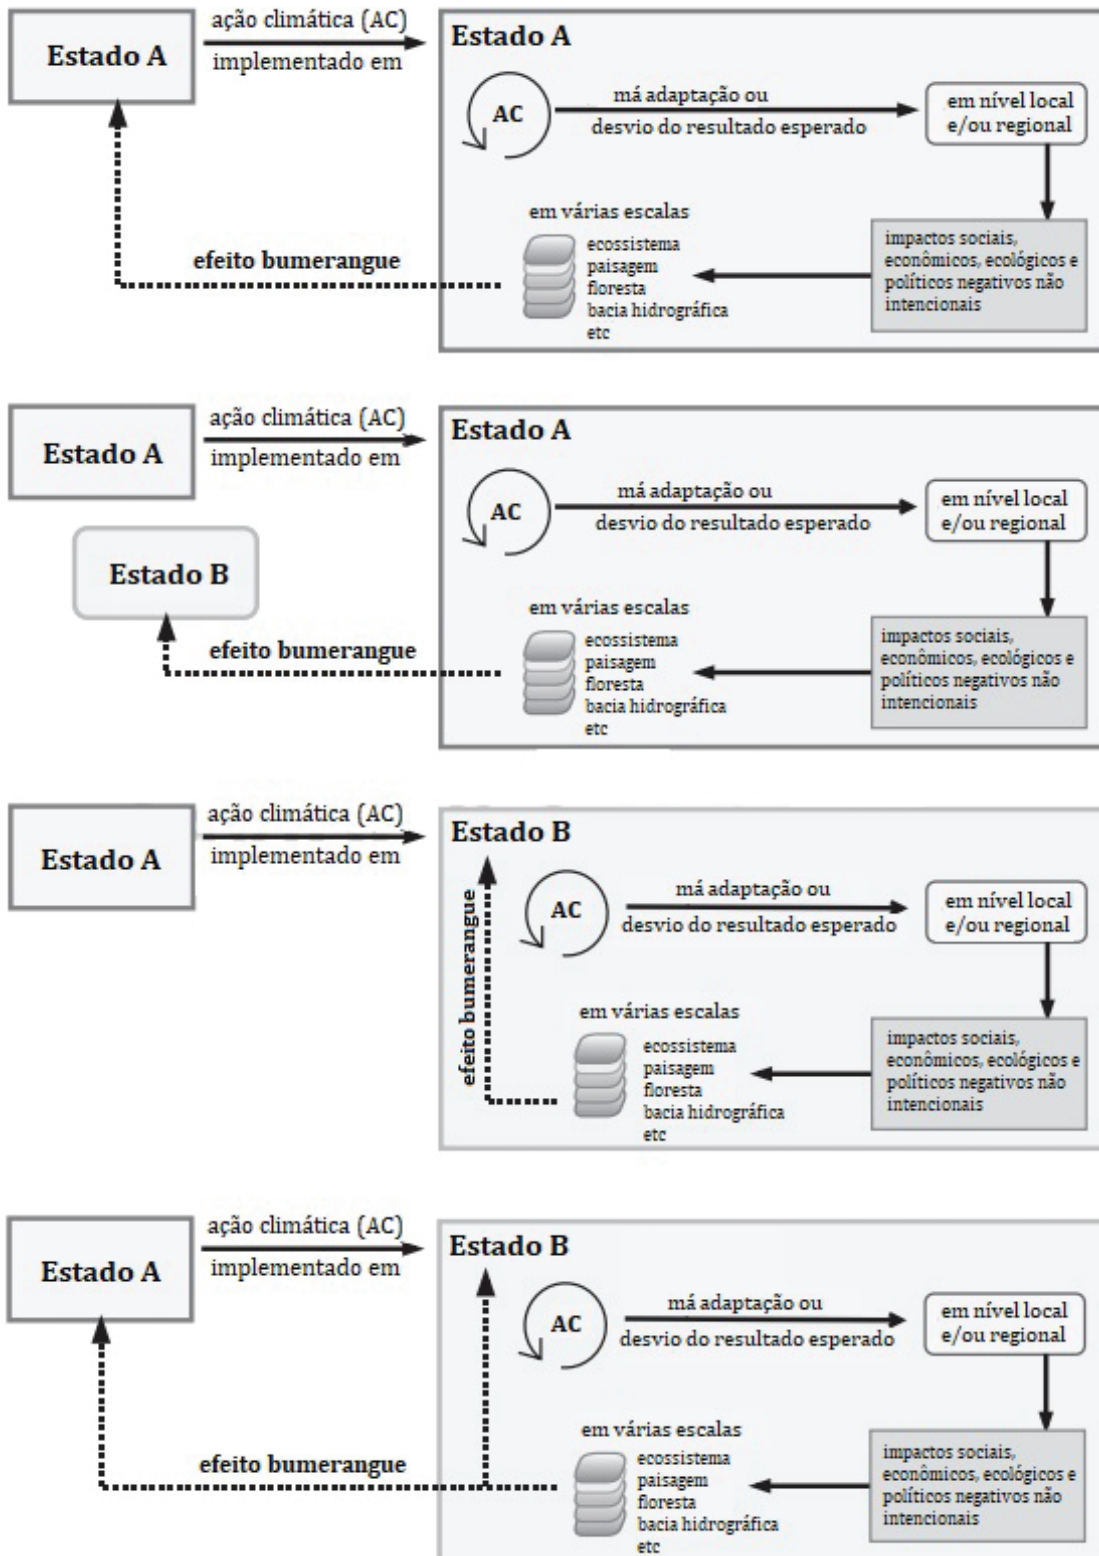 Estado A
ação climática (AC)
implementado em
Estado A
AC
má adaptação ou
desvio do resultado esperado
em nível local
e/ou regional
impactos sociais,
econômicos, ecológicos e
políticos negativos não
intencionais
em várias escalas
ecossistema
paisagem
floresta
bacia hidrográfica
etc
efeito bumerangue
Estado A
ação climática (AC)
implementado em
Estado B
Estado A
AC
má adaptação ou
desvio do resultado esperado
em nível local
e/ou regional
impactos sociais,
econômicos, ecológicos e
políticos negativos não
intencionais
em várias escalas
ecossistema
paisagem
floresta
bacia hidrográfica
etc
efeito bumerangue
Estado A
ação climática (AC)
implementado em
Estado B
AC
má adaptação ou
desvio do resultado esperado
em nível local
e/ou regional
impactos sociais,
econômicos, ecológicos e
políticos negativos não
intencionais
em várias escalas
ecossistema
paisagem
floresta
bacia hidrográfica
etc
efeito bumerangue
Estado A
ação climática (AC)
implementado em
Estado B
AC
má adaptação ou
desvio do resultado esperado
em nível local
e/ou regional
impactos sociais,
econômicos, ecológicos e
políticos negativos não
intencionais
em várias escalas
ecossistema
paisagem
floresta
bacia hidrográfica
etc
efeito bumerangue